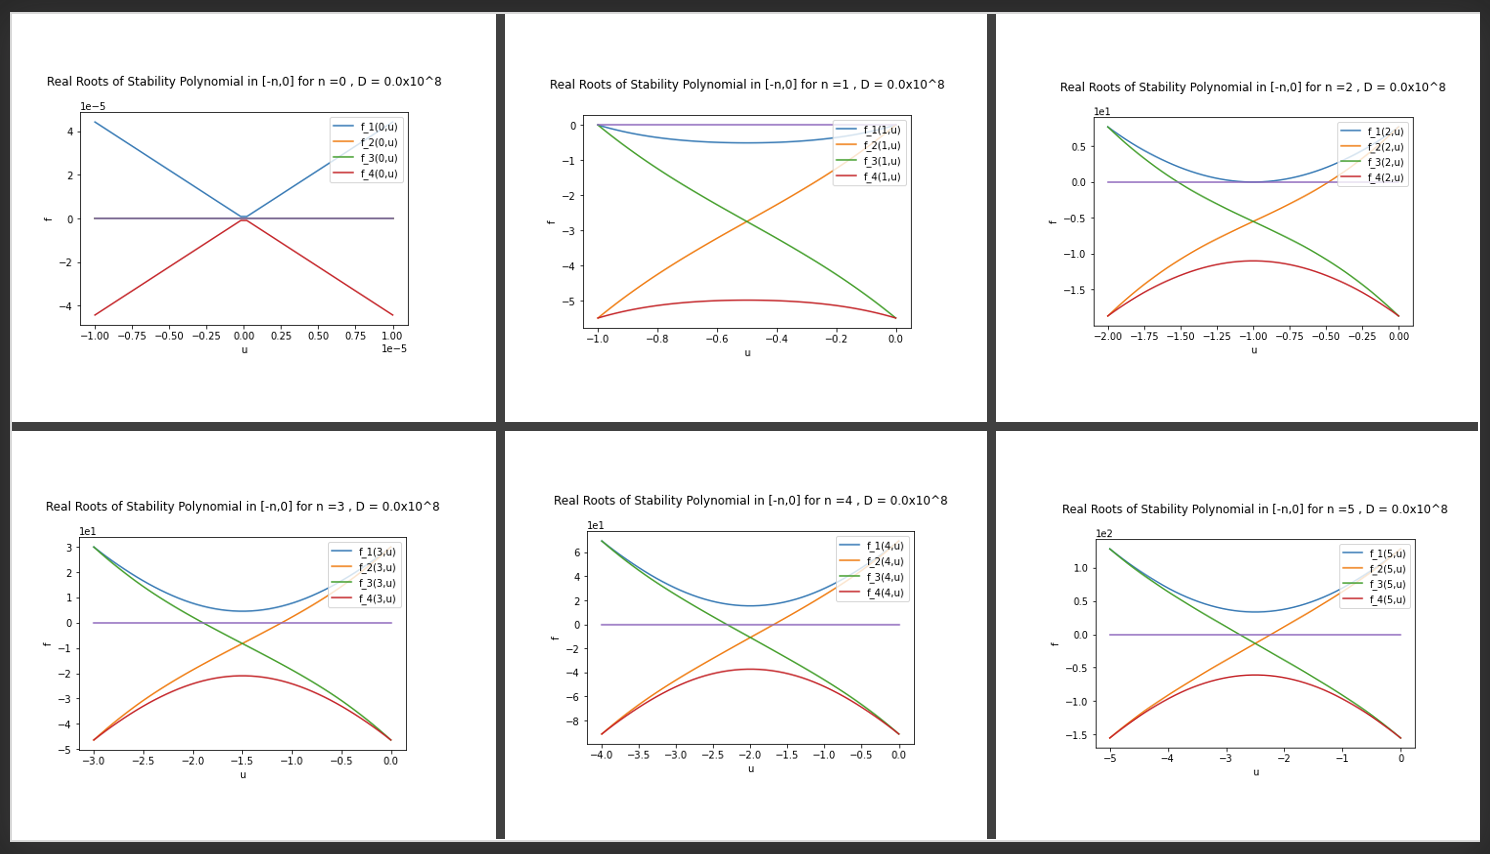 Real Roots of Stability Polynomial in [-n,0] for n =0 , D = 0.0x10^8
1e−5
f_1(0,u)
f_2(0,u)
f_3(0,u)
f_4(0,u)
4
2
0
−2
−4
f
−1.00 −0.75 −0.50 −0.25 0.00 0.25 0.50 0.75 1.00
1e−5
u
Real Roots of Stability Polynomial in [-n,0] for n =1 , D = 0.0x10^8
f_1(1,u)
f_2(1,u)
f_3(1,u)
f_4(1,u)
0
−1
−2
−3
−4
−5
f
−1.0 −0.8 −0.6 −0.4 −0.2 0.0
u
Real Roots of Stability Polynomial in [-n,0] for n =2 , D = 0.0x10^8
1e1
f_1(2,u)
f_2(2,u)
f_3(2,u)
f_4(2,u)
0.5
0.0
−0.5
−1.0
−1.5
f
−2.00 −1.75 −1.50 −1.25 −1.00 −0.75 −0.50 −0.25 0.00
u
Real Roots of Stability Polynomial in [-n,0] for n =3 , D = 0.0x10^8
1e1
f_1(3,u)
f_2(3,u)
f_3(3,u)
f_4(3,u)
3
2
1
0
−1
−2
−3
−4
−5
f
−3.0 −2.5 −2.0 −1.5 −1.0 −0.5 0.0
u
Real Roots of Stability Polynomial in [-n,0] for n =4 , D = 0.0x10^8
1e1
f_1(4,u)
f_2(4,u)
f_3(4,u)
f_4(4,u)
6
4
2
0
−2
−4
−6
−8
f
−4.0 −3.5 −3.0 −2.5 −2.0 −1.5 −1.0 −0.5 0.0
u
Real Roots of Stability Polynomial in [-n,0] for n =5 , D = 0.0x10^8
1e2
f_1(5,u)
f_2(5,u)
f_3(5,u)
f_4(5,u)
1.0
0.5
0.0
−0.5
−1.0
−1.5
f
−5 −4 −3 −2 −1 0
u